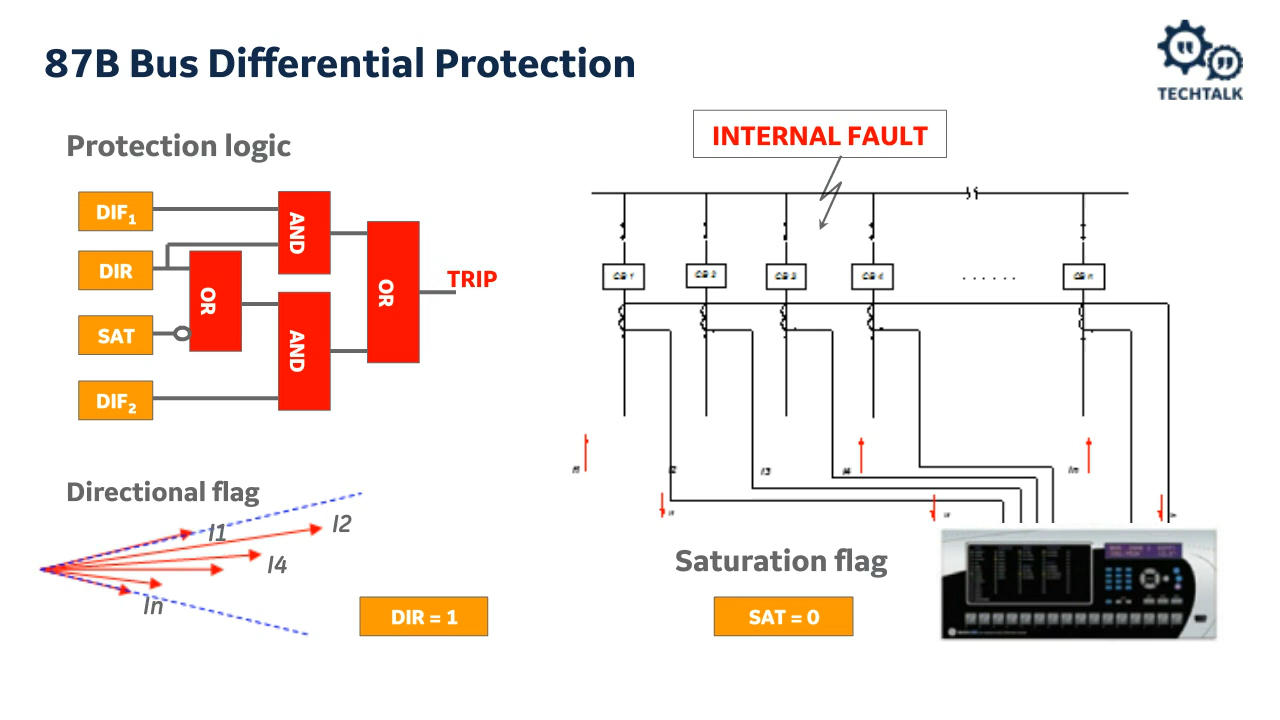 87B Bus Differential Protection
TECHTALK
Protection logic
INTERNAL FAULT
DIF1
DIR
SAT
DIF2
AND
OR
AND
OR
TRIP
CB 1
CB 2
CB 3
CB 4
. . . . . .
CB n
I1
I2
I3
I4
In
Directional flag
I1
I2
I4
In
DIR = 1
Saturation flag
SAT = 0